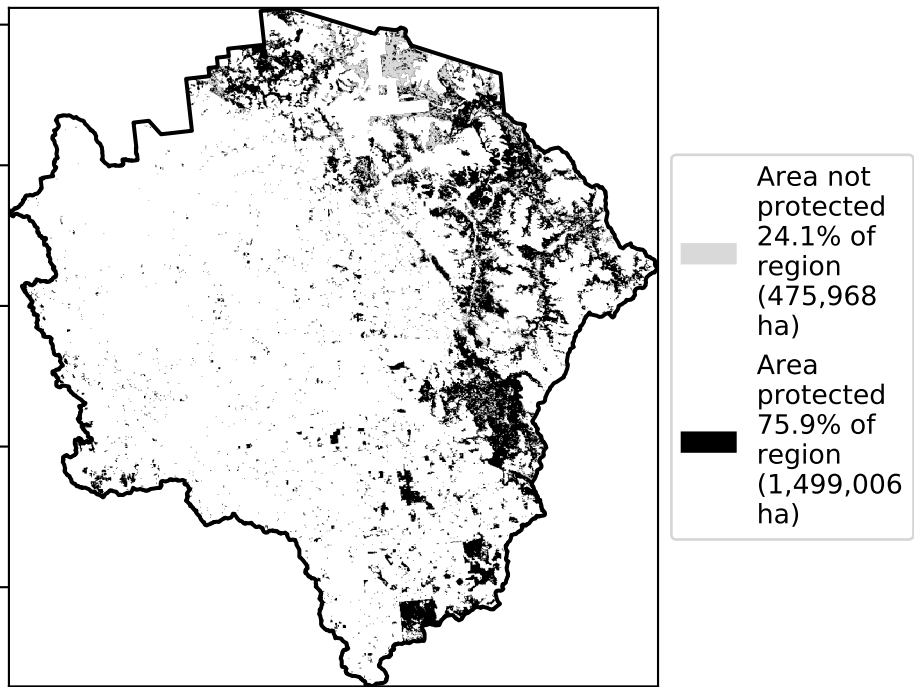 Area not
protected
24.1% of
region
(475,968
ha)
Area
protected
75.9% of
region
(1,499,006
ha)